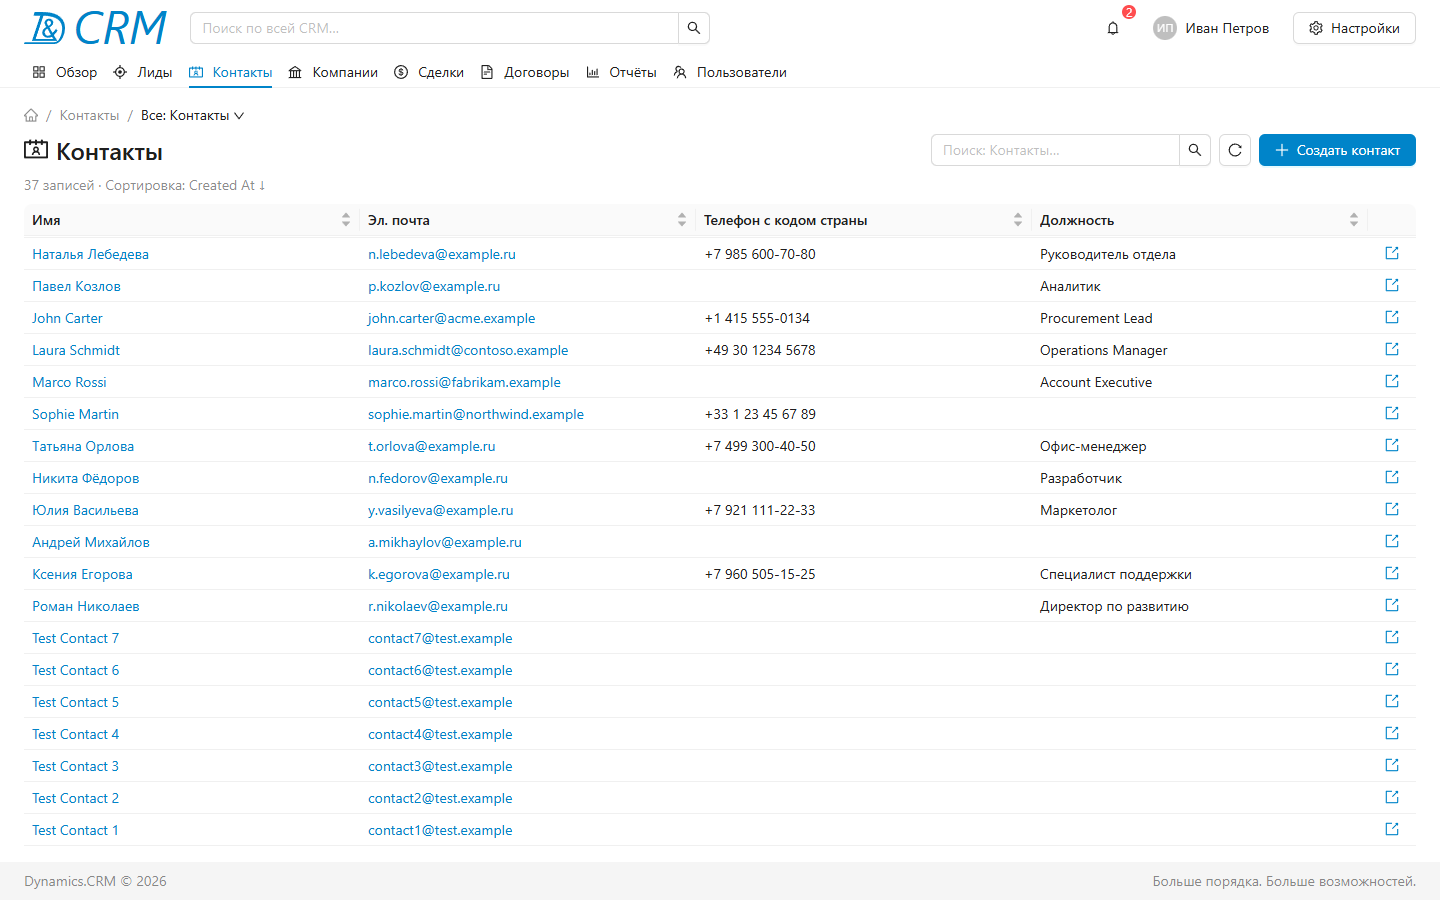 D& CRM
Поиск по всей CRM...
2
ИП
Иван Петров
Настройки
Обзор
Лиды
Контакты
Компании
Сделки
Договоры
Отчёты
Пользователи
/ Контакты / Все: Контакты
Контакты
Поиск: Контакты...
Создать контакт
37 записей · Сортировка: Created At ↓
Имя Эл. почта Телефон с кодом страны Должность
Наталья Лебедева n.lebedeva@example.ru +7 985 600-70-80 Руководитель отдела
Павел Козлов p.kozlov@example.ru Аналитик
John Carter john.carter@acme.example +1 415 555-0134 Procurement Lead
Laura Schmidt laura.schmidt@contoso.example +49 30 1234 5678 Operations Manager
Marco Rossi marco.rossi@fabrikam.example Account Executive
Sophie Martin sophie.martin@northwind.example +33 1 23 45 67 89
Татьяна Орлова t.orlova@example.ru +7 499 300-40-50 Офис-менеджер
Никита Фёдоров n.fedorov@example.ru Разработчик
Юлия Васильева y.vasilyeva@example.ru +7 921 111-22-33 Маркетолог
Андрей Михайлов a.mikhaylov@example.ru
Ксения Егорова k.egorova@example.ru +7 960 505-15-25 Специалист поддержки
Роман Николаев r.nikolaev@example.ru Директор по развитию
Test Contact 7 contact7@test.example
Test Contact 6 contact6@test.example
Test Contact 5 contact5@test.example
Test Contact 4 contact4@test.example
Test Contact 3 contact3@test.example
Test Contact 2 contact2@test.example
Test Contact 1 contact1@test.example
Dynamics.CRM © 2026
Больше порядка. Больше возможностей.